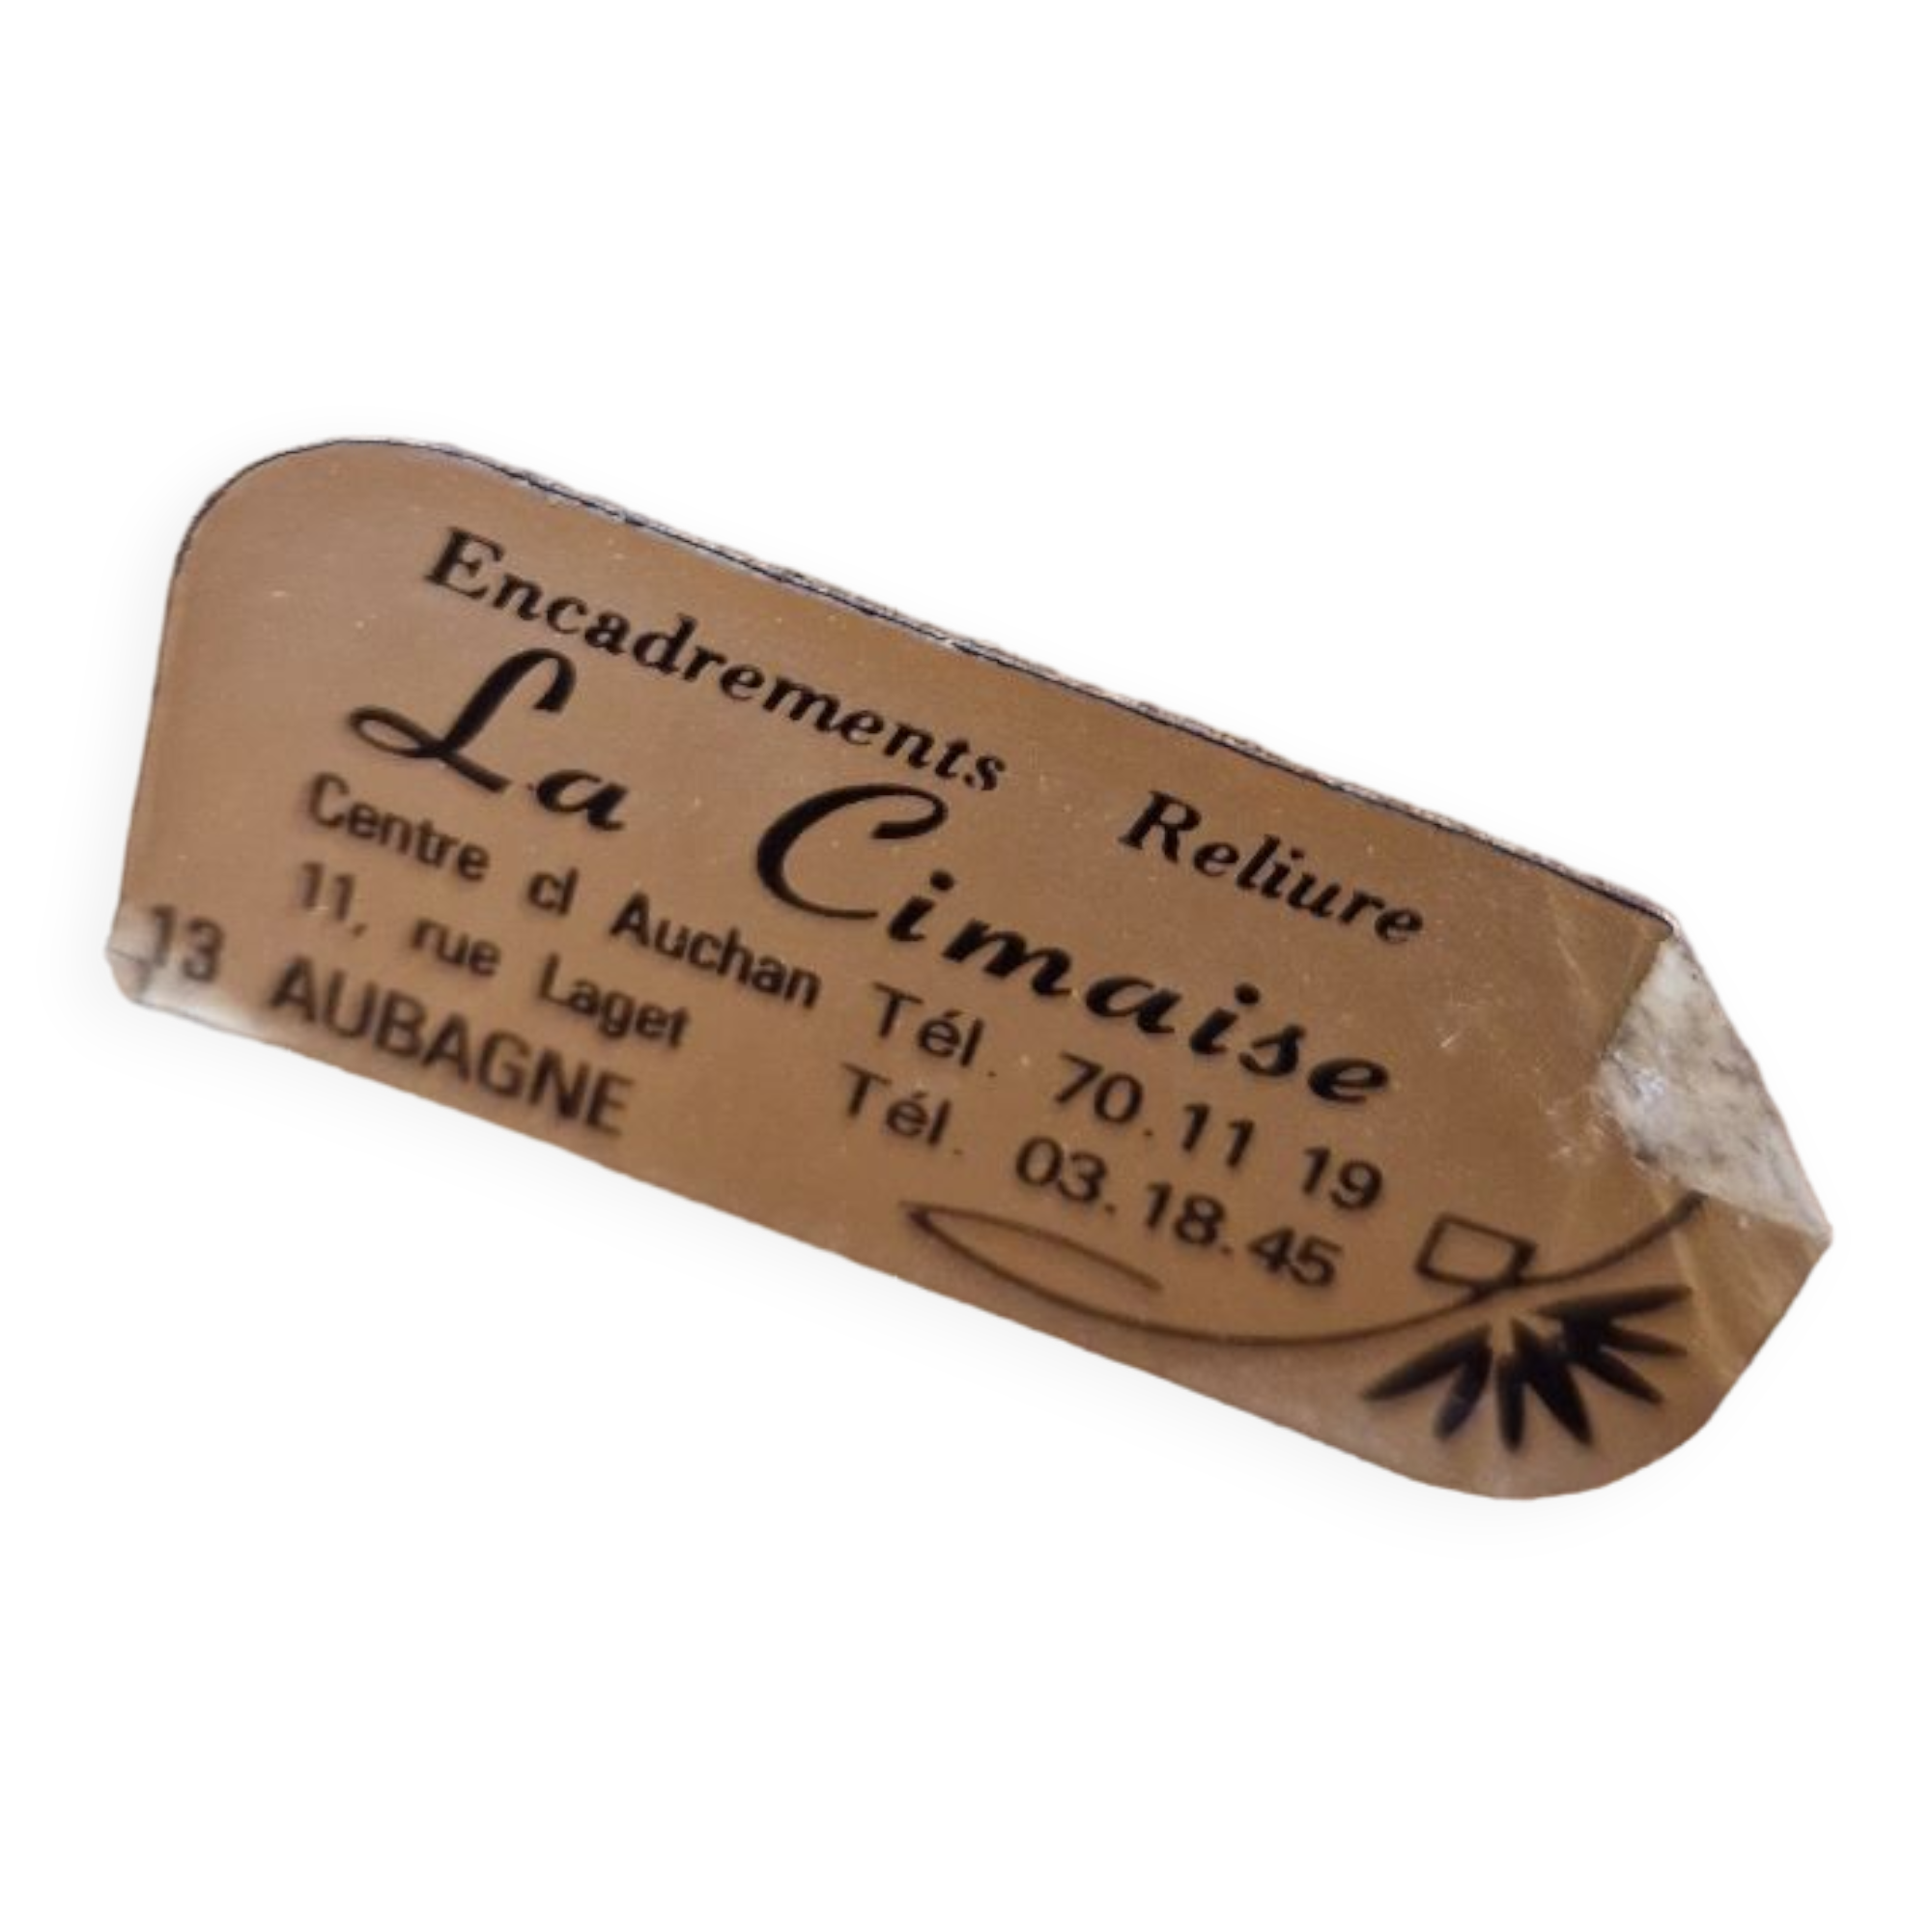 Encadrements Reliure
La Cimaise
Centre cl Auchan Tél. 70.11 19
11, rue Laget Tél. 03.18.45
13 AUBAGNE